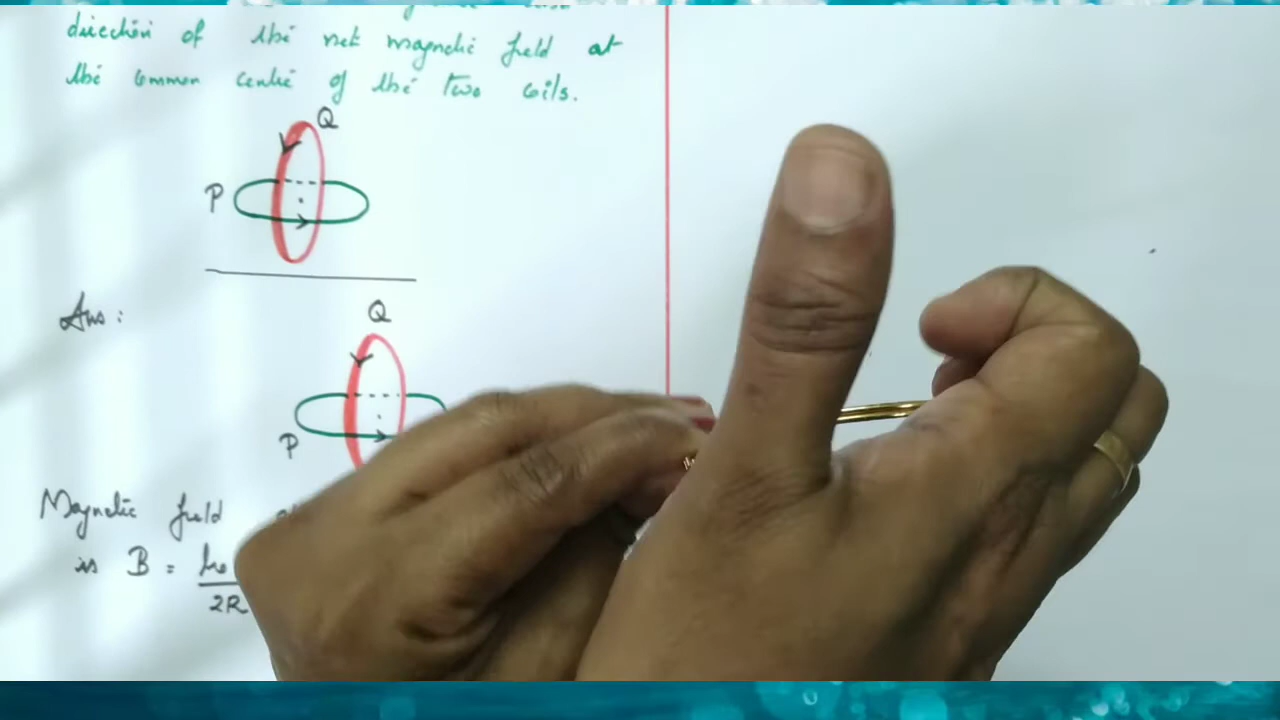 direction of the net magnetic field at
the common centre of the two coils.
Q
P
Ans:
Q
P
Magnetic field
is B = μ₀
2R